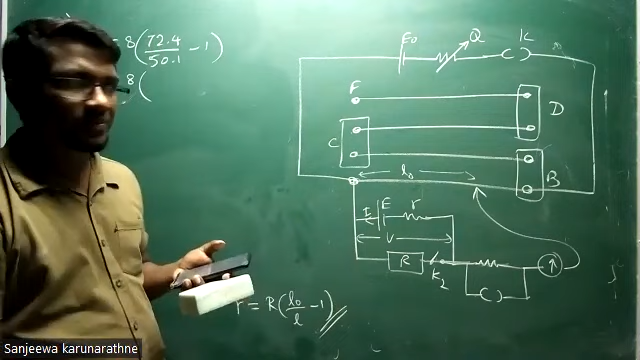 = 8(72.4/50.1 - 1)
8(
E₀
Q
K
F
D
C
l₀
B
E
r
I
V
R
K₂
r = R(l₀/l - 1)
Sanjeewa karunarathne